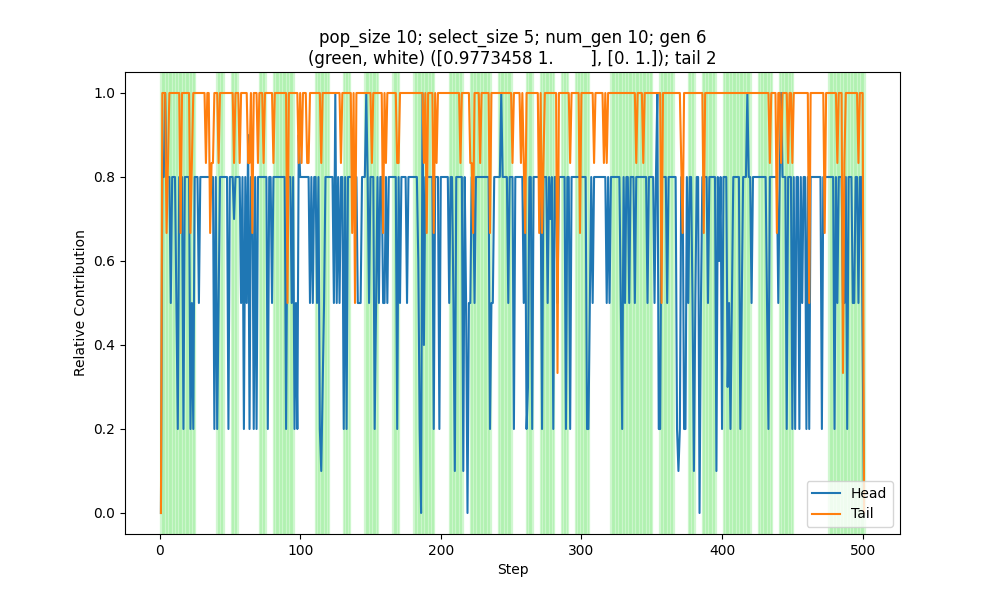 pop_size 10; select_size 5; num_gen 10; gen 6
(green, white) ([0.9773458 1.        ], [0. 1.]); tail 2
1.0
0.8
0.6
0.4
0.2
0.0
Relative Contribution
0
100
200
300
400
500
Step
Head
Tail